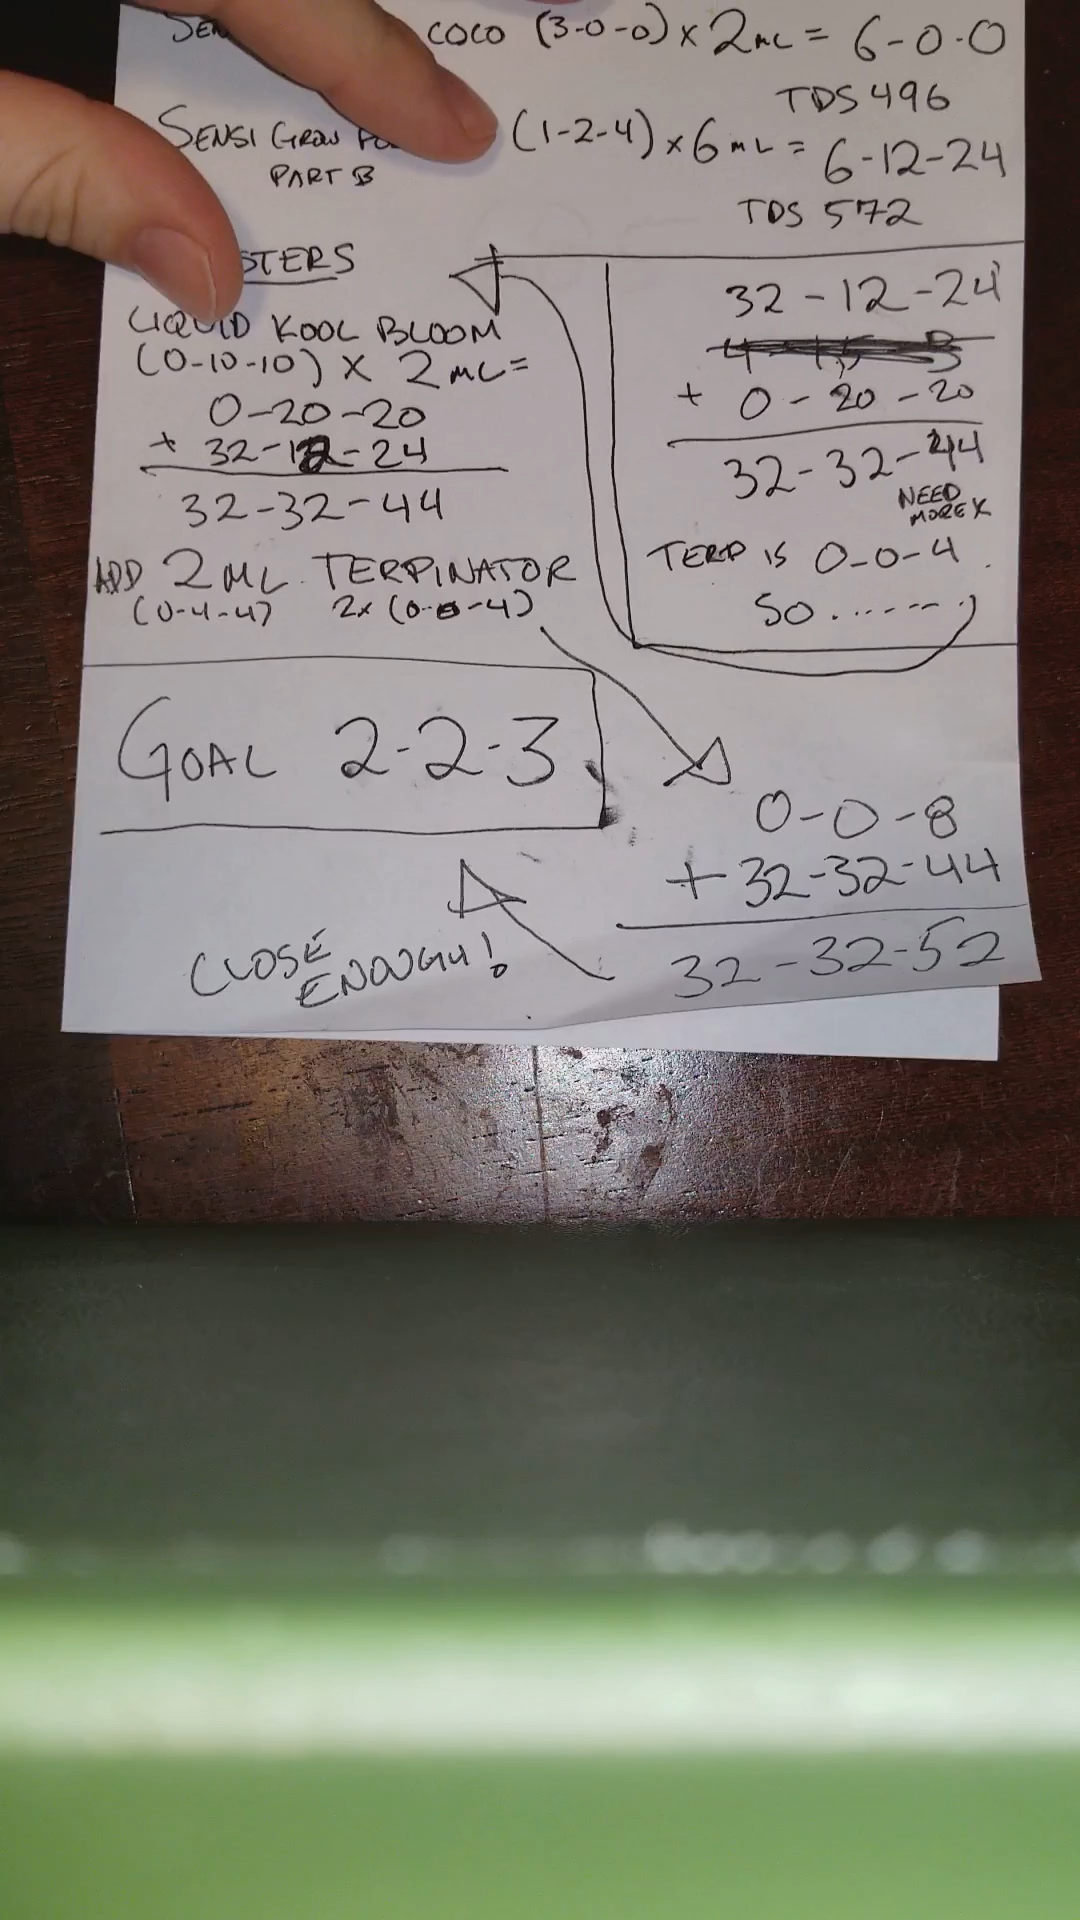 COCO (3-0-0) x 2ML = 6-0-0
TDS 496
SENSI GROW (1-2-4) x 6ML = 6-12-24
PART B
TDS 572
STERS
LIQUID KOOL BLOOM
(0-10-10) x 2ML=
0-20-20
+ 32-12-24
32-32-44
ADD 2ML TERPINATOR
(0-4-4) 2x (0-0-4)
32-12-24
+ 0-20-20
32-32-44
NEED
MORE K
TERP IS 0-0-4.
SO.......
GOAL 2-2-3
0-0-8
+ 32-32-44
32-32-52
CLOSE
ENOUGH!